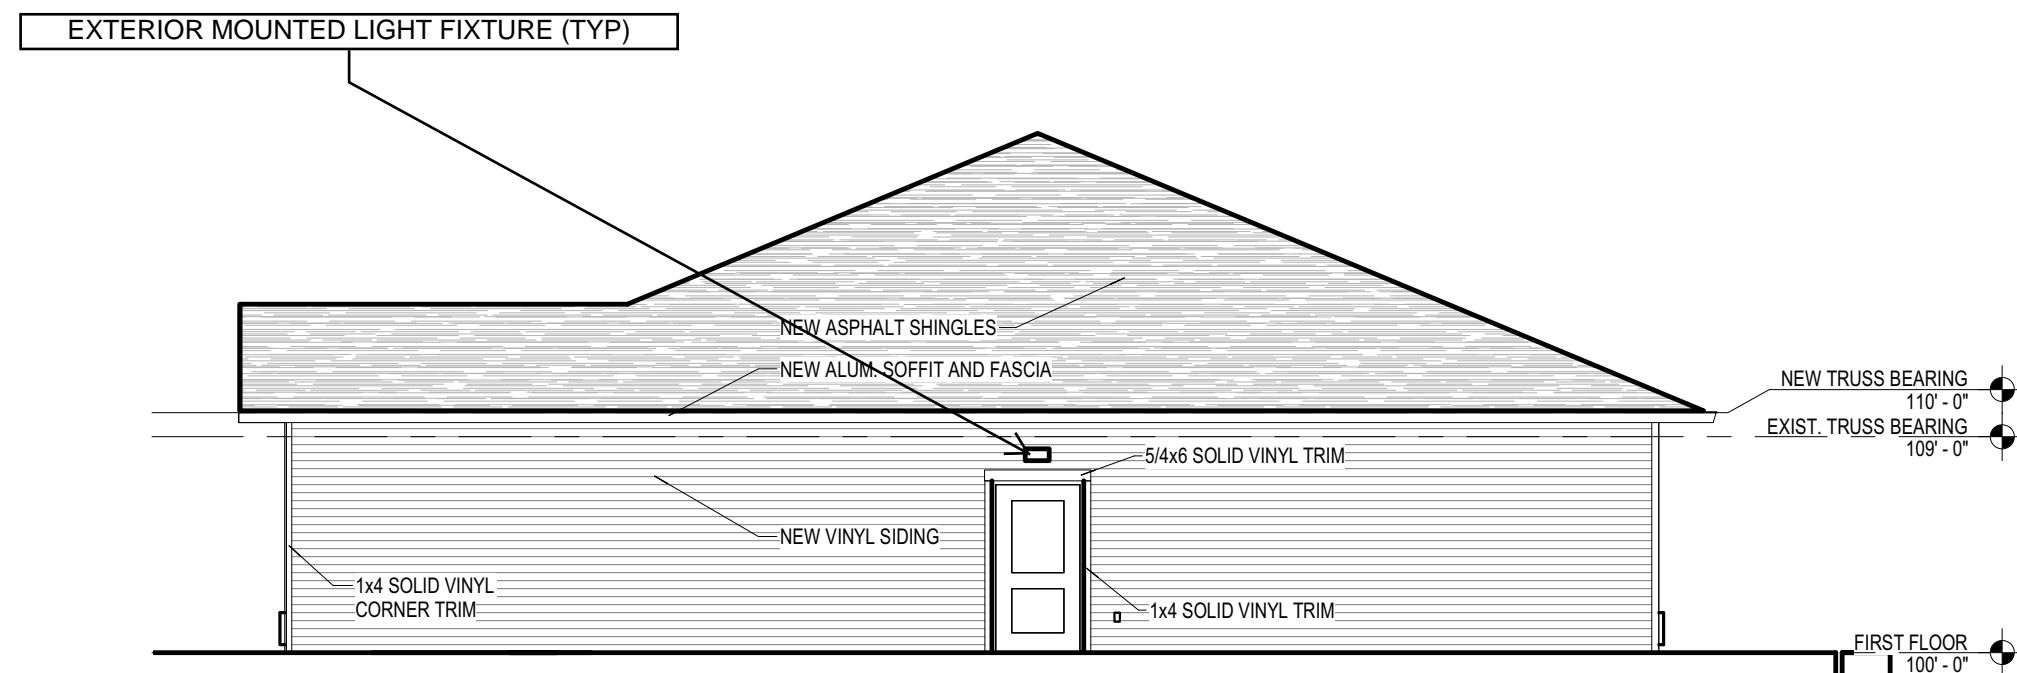 EXTERIOR MOUNTED LIGHT FIXTURE (TYP)
NEW ASPHALT SHINGLES
NEW ALUM. SOFFIT AND FASCIA
NEW TRUSS BEARING
110' - 0"
EXIST. TRUSS BEARING
109' - 0"
5/4x6 SOLID VINYL TRIM
NEW VINYL SIDING
1x4 SOLID VINYL
CORNER TRIM
1x4 SOLID VINYL TRIM
FIRST FLOOR
100' - 0"